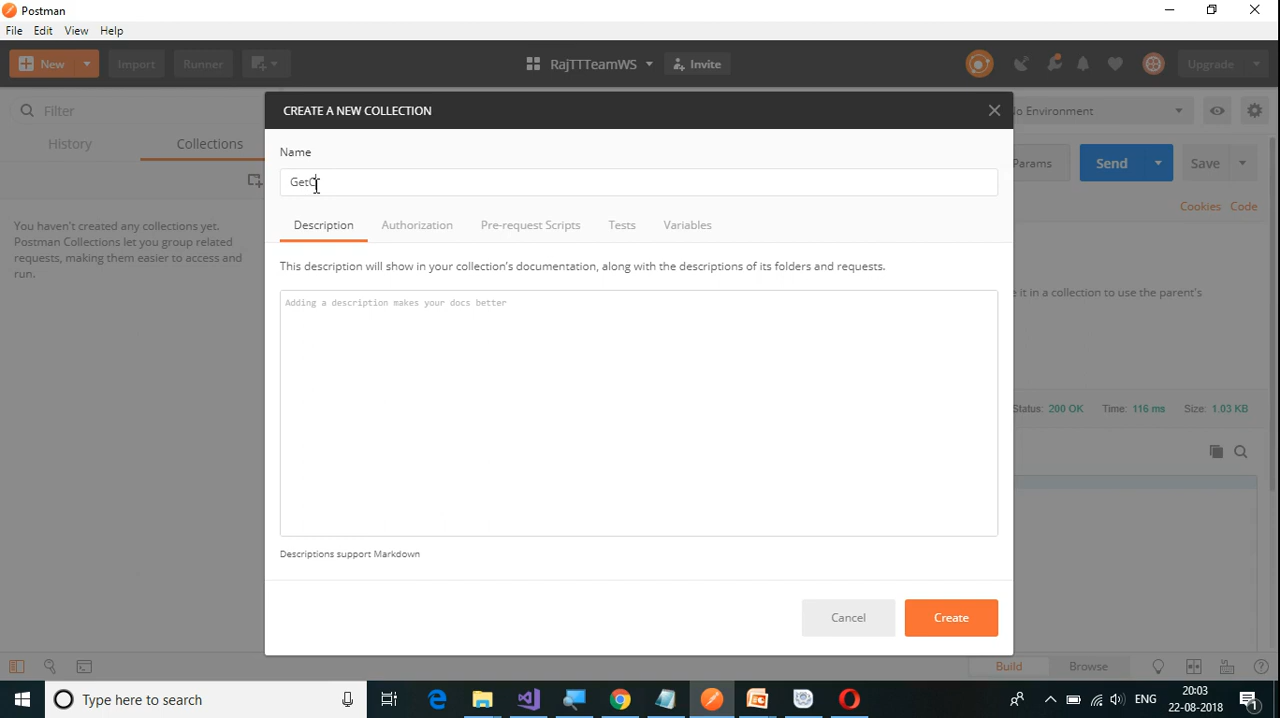 Postman
File Edit View Help
New Import Runner RajTTTeamWS Invite Upgrade
Filter
History Collections
You haven't created any collections yet.
Postman Collections let you group related
requests, making them easier to access and
run.
CREATE A NEW COLLECTION
Name
GetC
Description Authorization Pre-request Scripts Tests Variables
This description will show in your collection's documentation, along with the descriptions of its folders and requests.
Adding a description makes your docs better
Descriptions support Markdown
Cancel Create
Environment
Params Send Save
Cookies Code
it in a collection to use the parent's
Status: 200 OK Time: 116 ms Size: 1.03 KB
Build Browse
Type here to search
ENG
20:03
22-08-2018
1